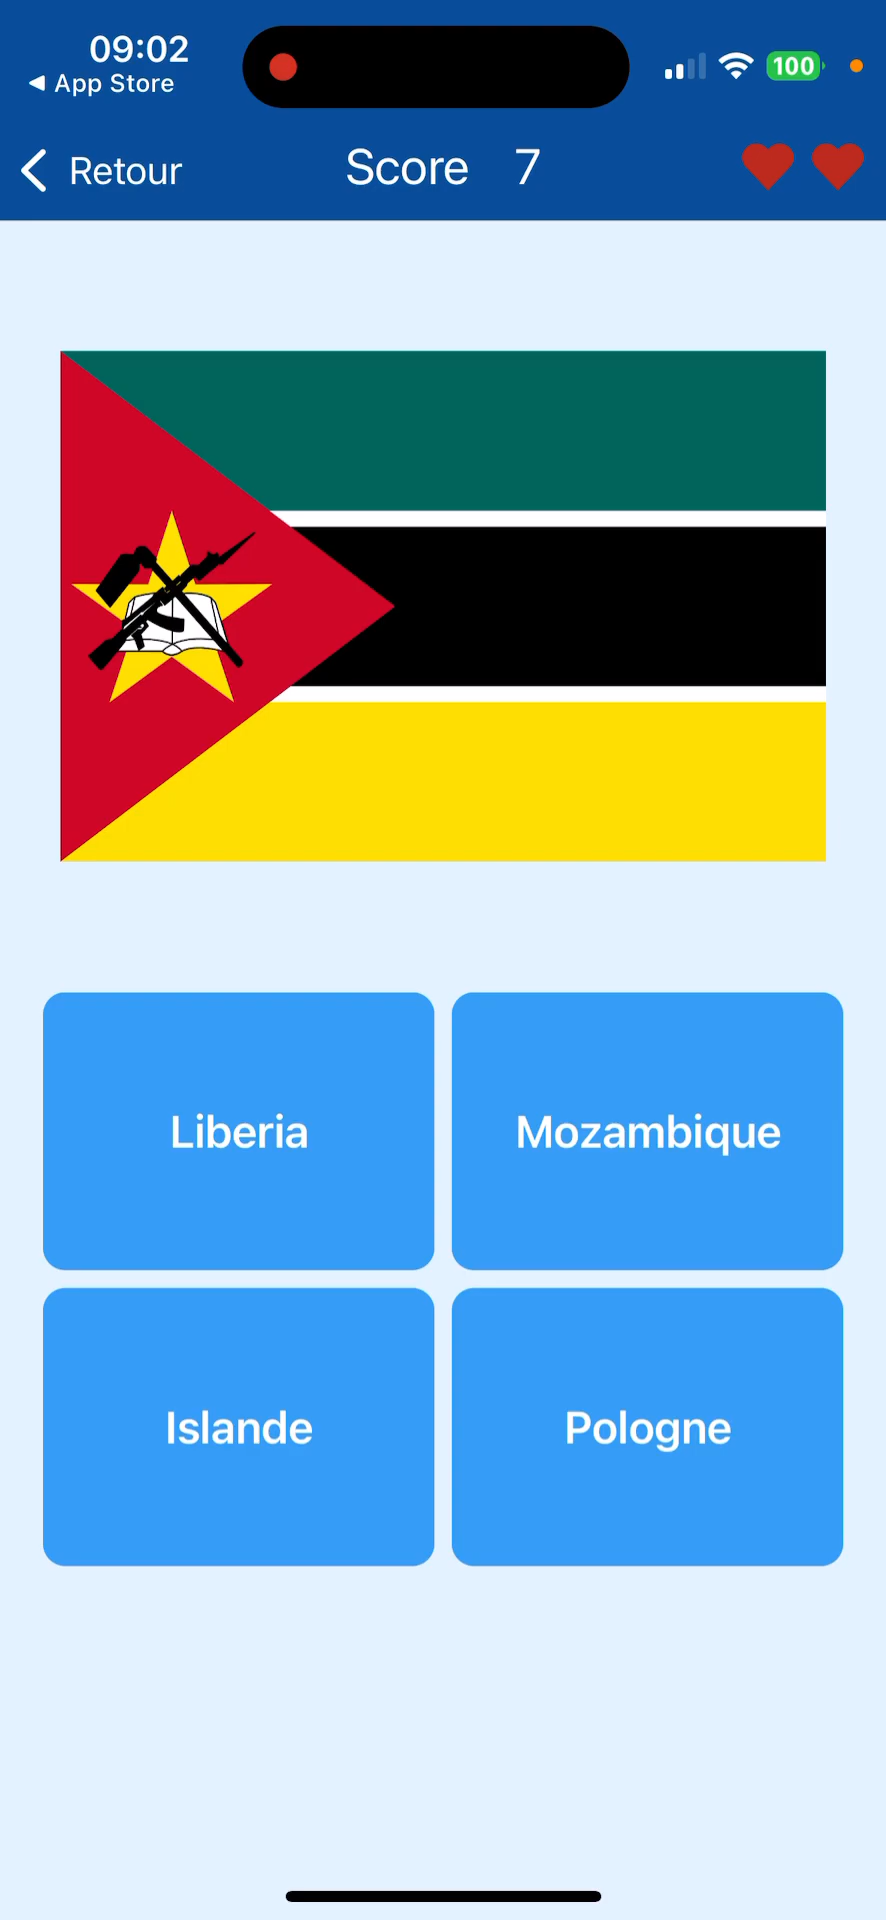 09:02
100
◀ App Store
Retour
Score 7
Liberia
Mozambique
Islande
Pologne